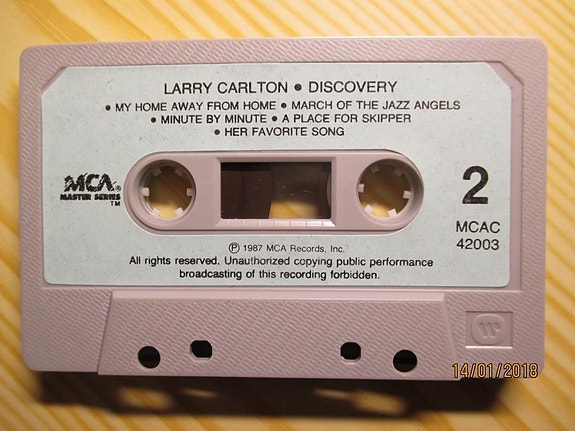 LARRY CARLTON • DISCOVERY
• MY HOME AWAY FROM HOME • MARCH OF THE JAZZ ANGELS
• MINUTE BY MINUTE • A PLACE FOR SKIPPER
• HER FAVORITE SONG
MCA®
MASTER SERIES
TM
2
MCAC
42003
Ⓟ 1987 MCA Records, Inc.
All rights reserved. Unauthorized copying public performance
broadcasting of this recording forbidden.
14/01/2018